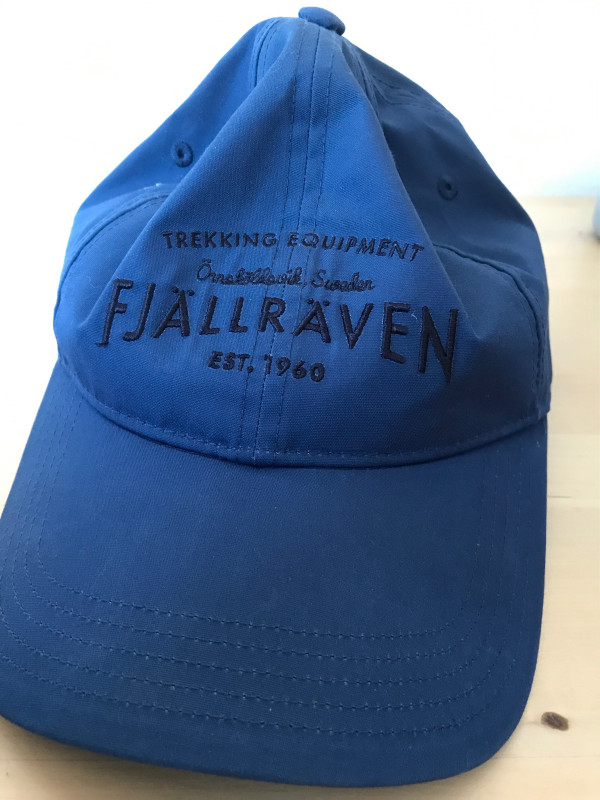 TREKKING EQUIPMENT
Örnsköldsvik, Sweden
FJÄLLRÄVEN
EST. 1960